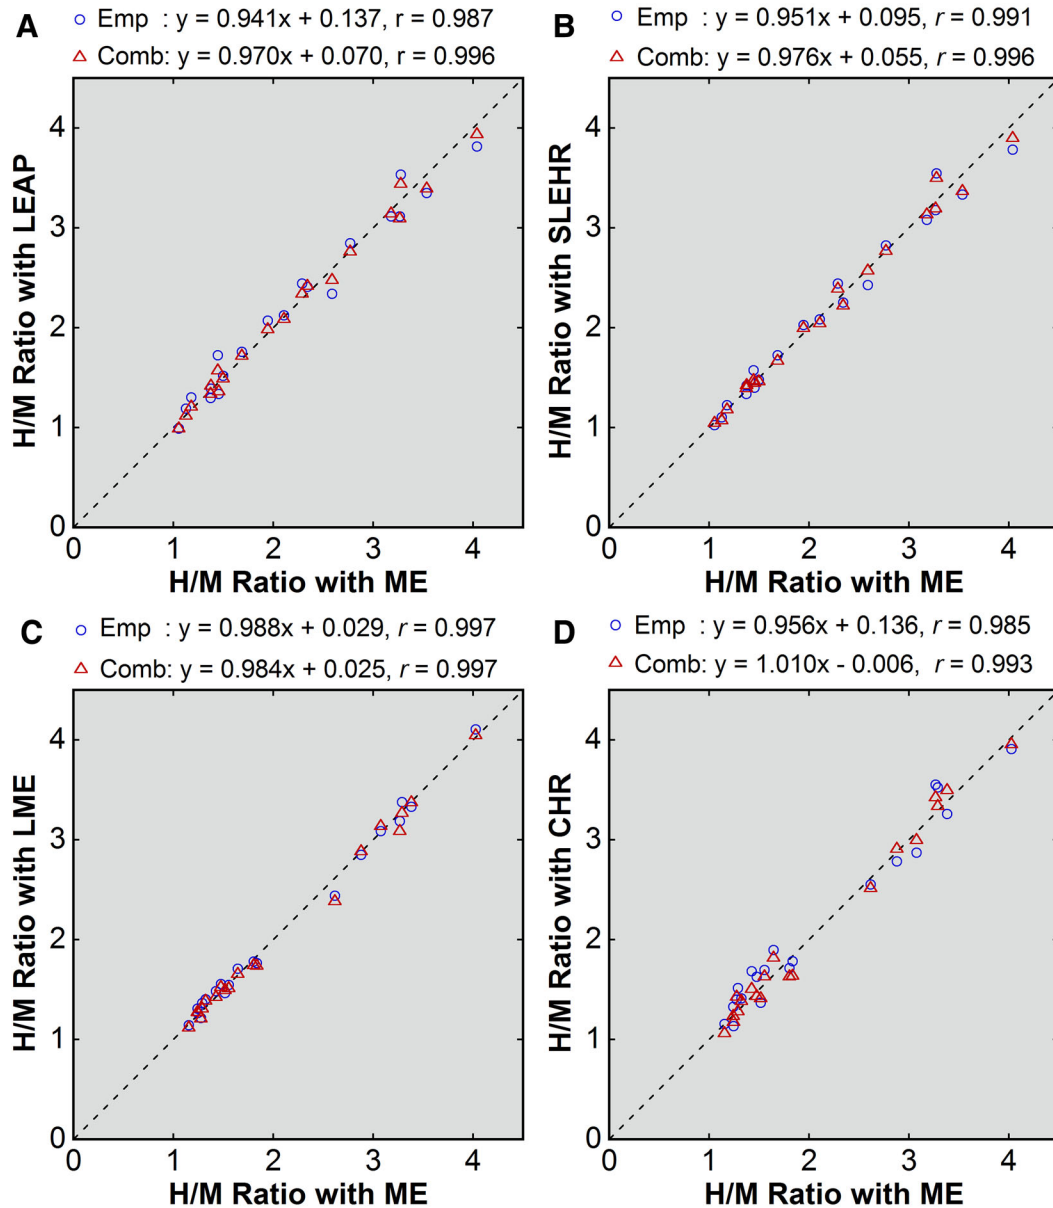 A
Emp : y = 0.941x + 0.137, r = 0.987
Comb: y = 0.970x + 0.070, r = 0.996
H/M Ratio with LEAP
4
3
2
1
0
0 1 2 3 4
H/M Ratio with ME
B
Emp : y = 0.951x + 0.095, r = 0.991
Comb: y = 0.976x + 0.055, r = 0.996
H/M Ratio with SLEHR
4
3
2
1
0
0 1 2 3 4
H/M Ratio with ME
C
Emp : y = 0.988x + 0.029, r = 0.997
Comb: y = 0.984x + 0.025, r = 0.997
H/M Ratio with LME
4
3
2
1
0
0 1 2 3 4
H/M Ratio with ME
D
Emp : y = 0.956x + 0.136, r = 0.985
Comb: y = 1.010x - 0.006, r = 0.993
H/M Ratio with CHR
4
3
2
1
0
0 1 2 3 4
H/M Ratio with ME